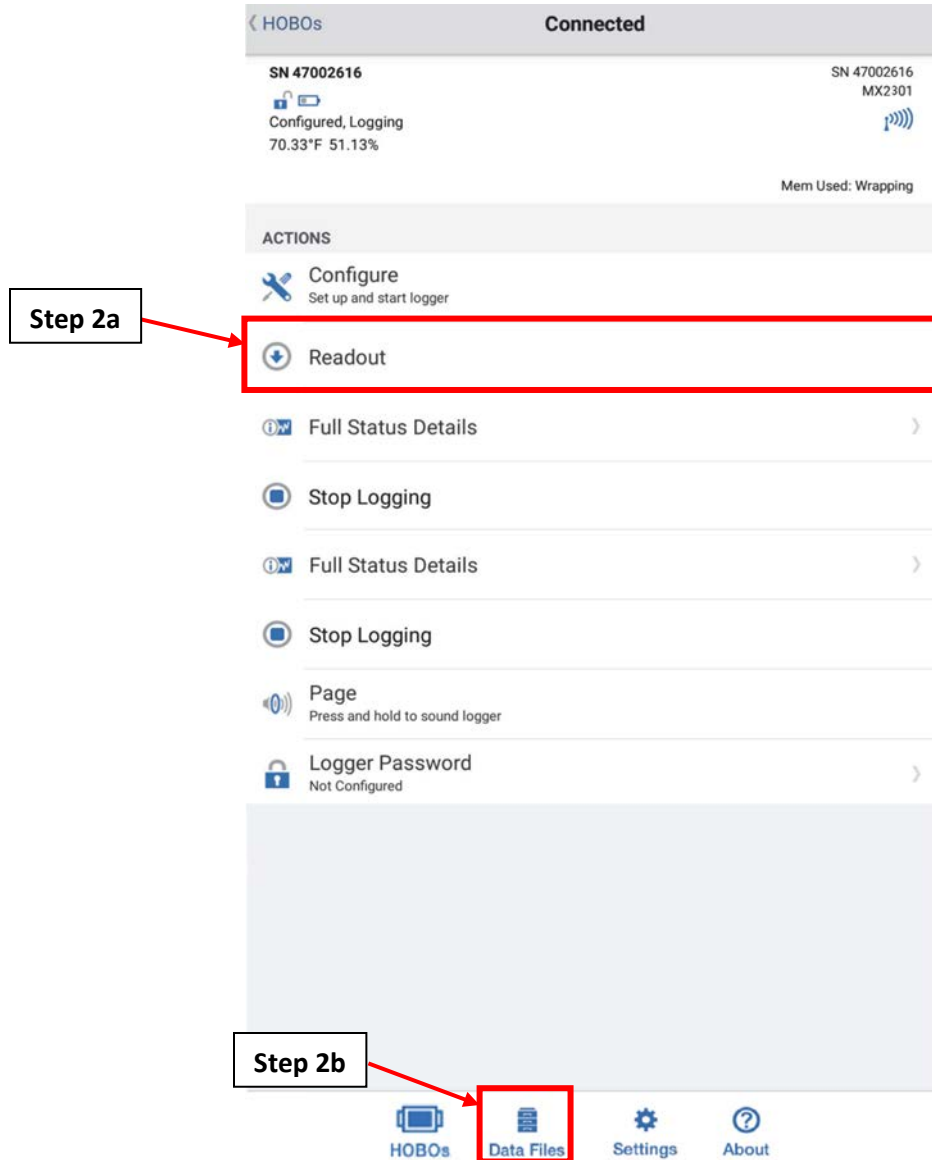 HOBOs
Connected
SN 47002616
SN 47002616
MX2301
Configured, Logging
70.33°F 51.13%
Mem Used: Wrapping
ACTIONS
Configure
Set up and start logger
Step 2a
Readout
Full Status Details
Stop Logging
Full Status Details
Stop Logging
Page
Press and hold to sound logger
Logger Password
Not Configured
Step 2b
HOBOs
Data Files
Settings
About